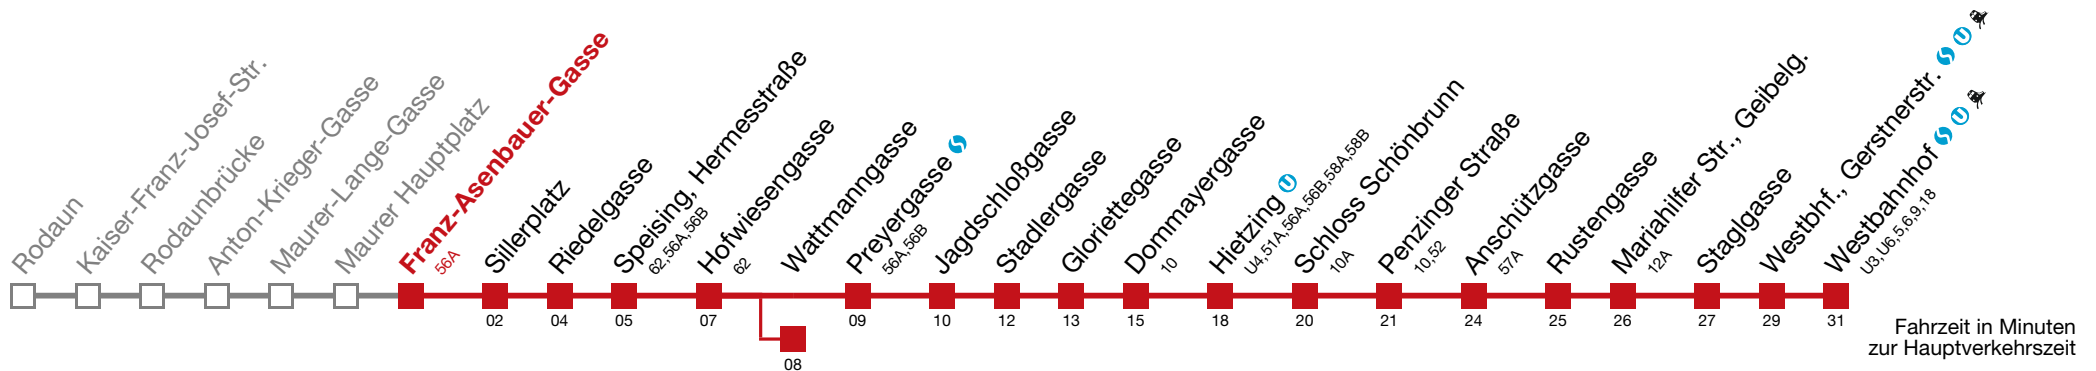 Rodaun
Kaiser-Franz-Josef-Str.
Rodaunbrücke
Anton-Krieger-Gasse
Maurer-Lange-Gasse
Maurer Hauptplatz
Franz-Asenbauer-Gasse
56A
Sillerplatz
02
Riedelgasse
04
Speising, Hermesstraße
62,56A,56B
05
Hofwiesengasse
62
07
Wattmanngasse
08
Preyergasse
56A,56B
09
Jagdschloßgasse
10
Stadlergasse
12
Gloriettegasse
13
Dommayergasse
10
15
Hietzing U
U4,51A,56A,56B,58A,58B
18
Schloss Schönbrunn
10A
20
Penzinger Straße
10,52
21
Anschützgasse
57A
24
Rustengasse
25
Mariahilfer Str., Geibelg.
12A
26
Staglgasse
27
Westbhf., Gerstnerstr. U
29
Westbahnhof U
U3,U6,5,6,9,18
31
Fahrzeit in Minuten
zur Hauptverkehrszeit